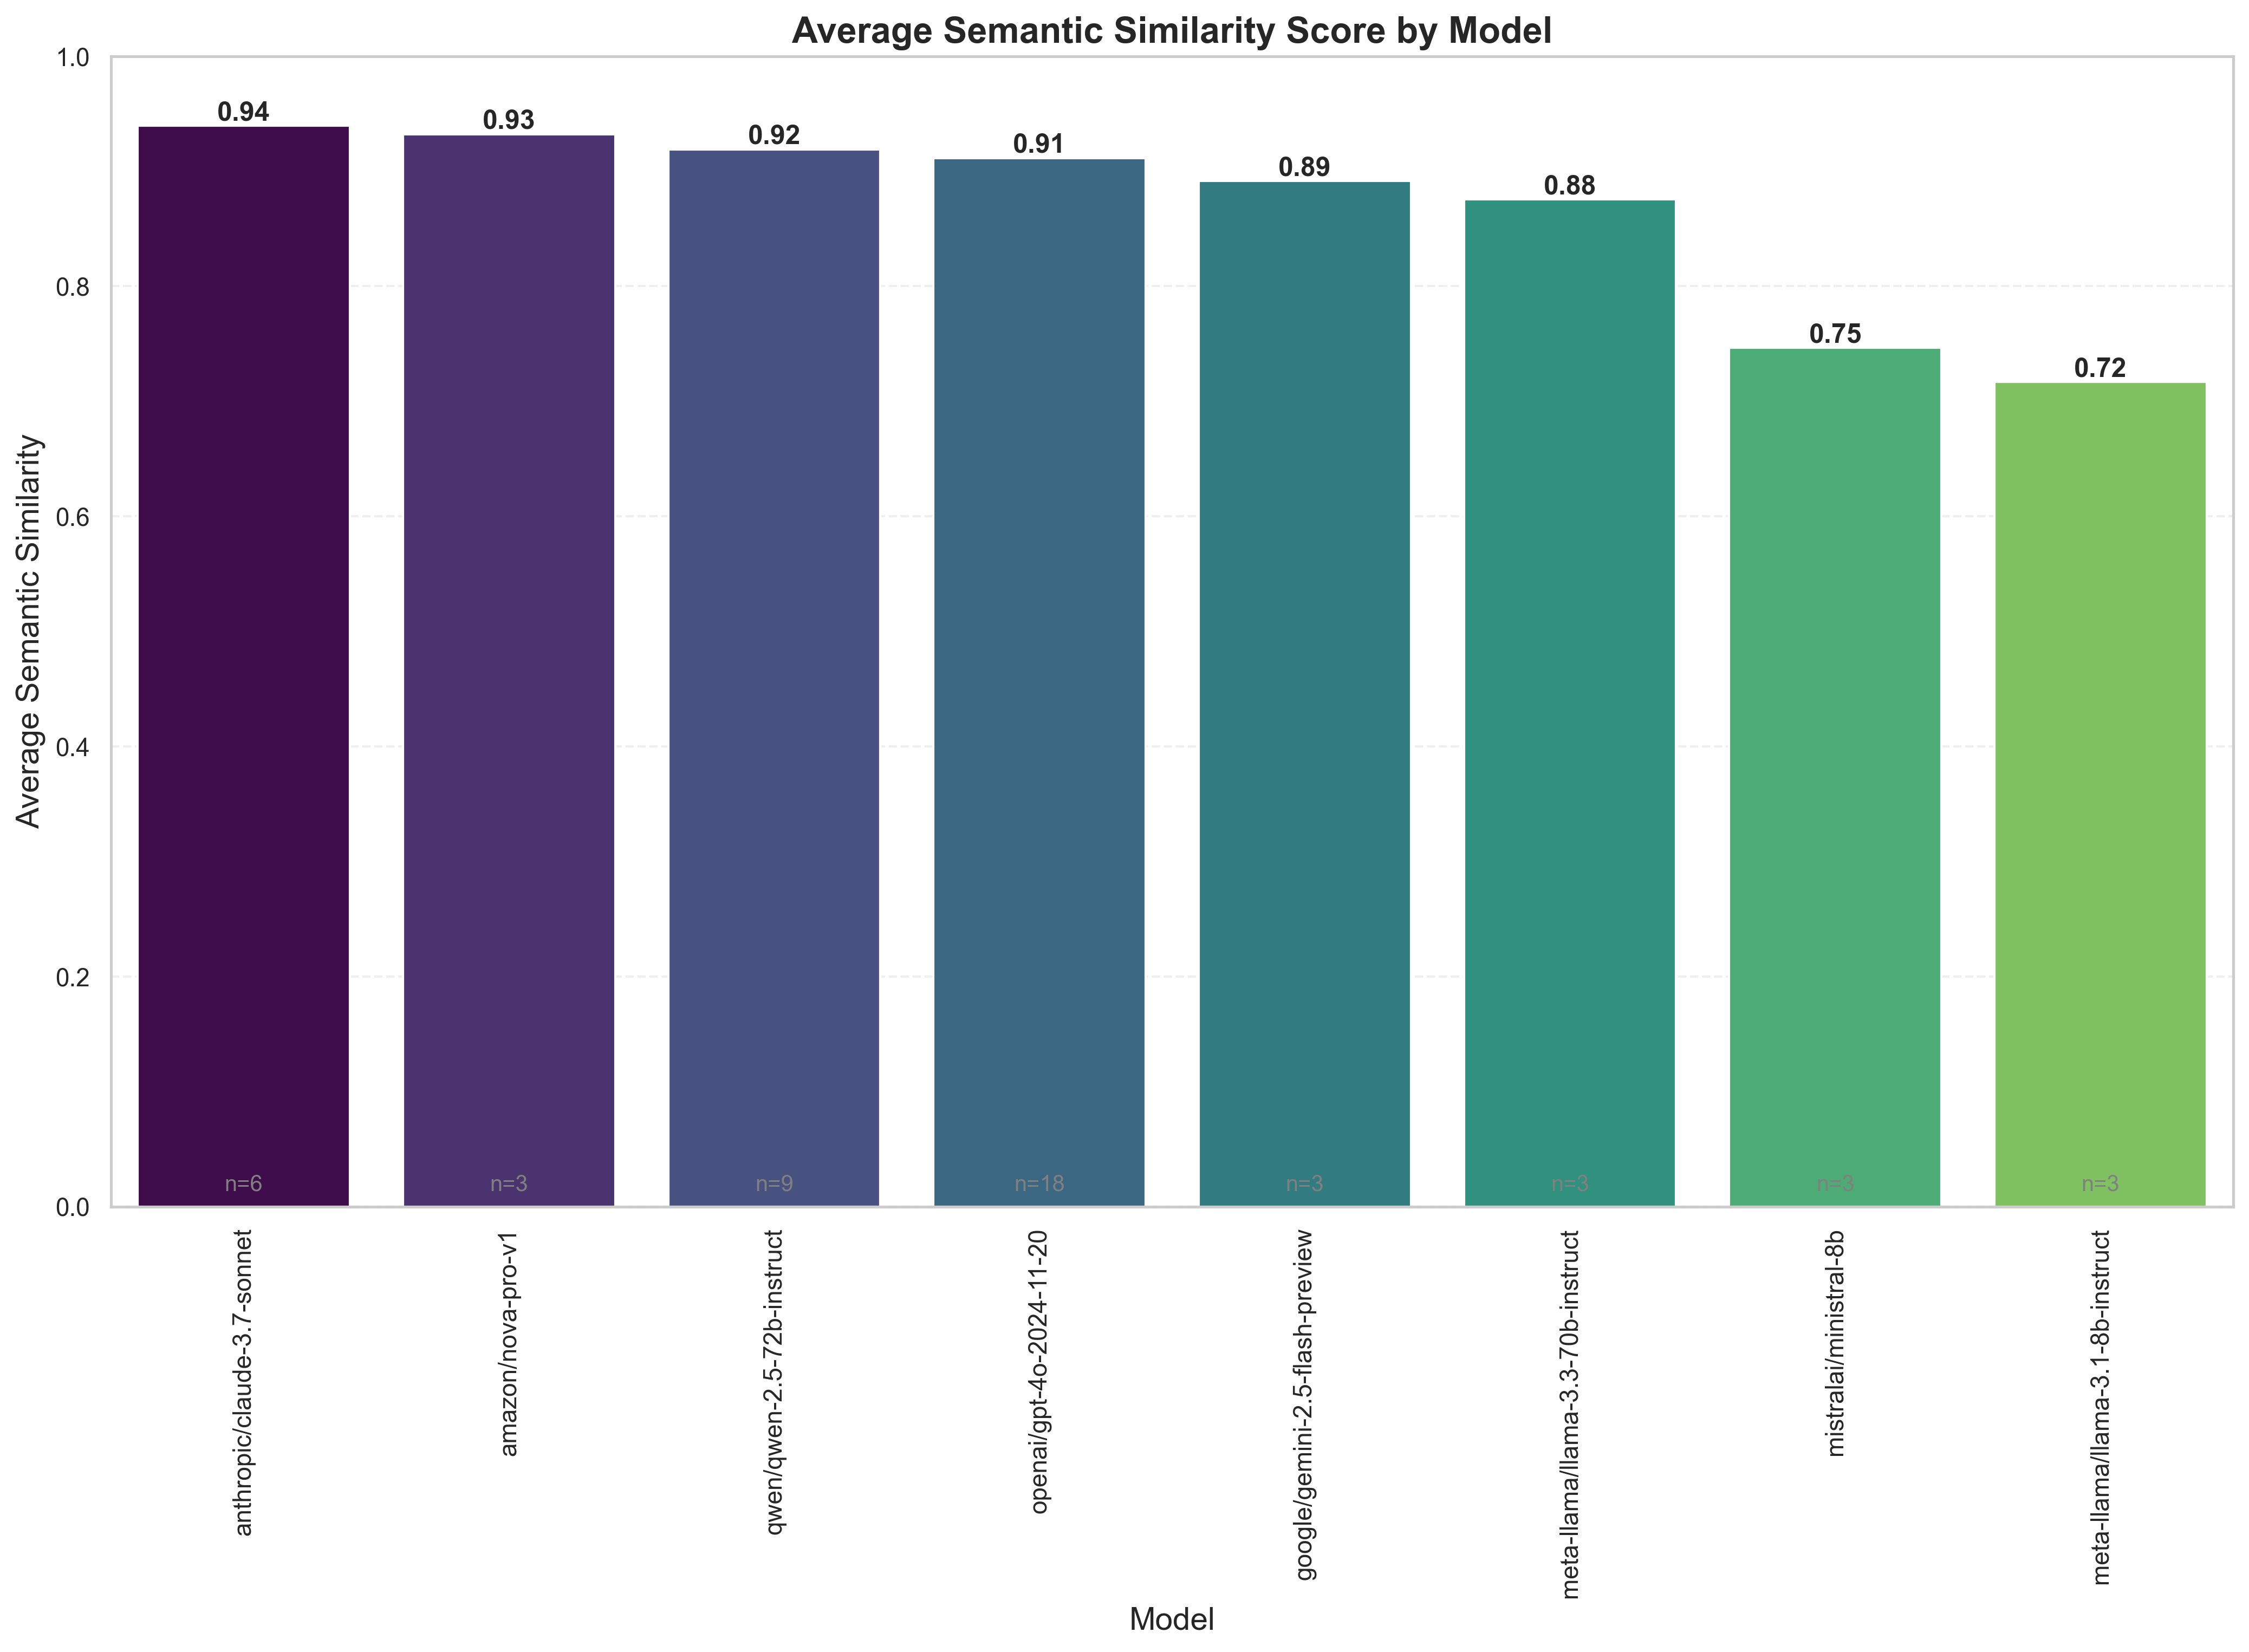 Average Semantic Similarity Score by Model
Average Semantic Similarity
1.0
0.8
0.6
0.4
0.2
0.0
0.94
0.93
0.92
0.91
0.89
0.88
0.75
0.72
n=6
n=3
n=9
n=18
n=3
n=3
n=3
n=3
anthropic/claude-3.7-sonnet
amazon/nova-pro-v1
qwen/qwen-2.5-72b-instruct
openai/gpt-4o-2024-11-20
google/gemini-2.5-flash-preview
meta-llama/llama-3.3-70b-instruct
mistralai/ministral-8b
meta-llama/llama-3.1-8b-instruct
Model